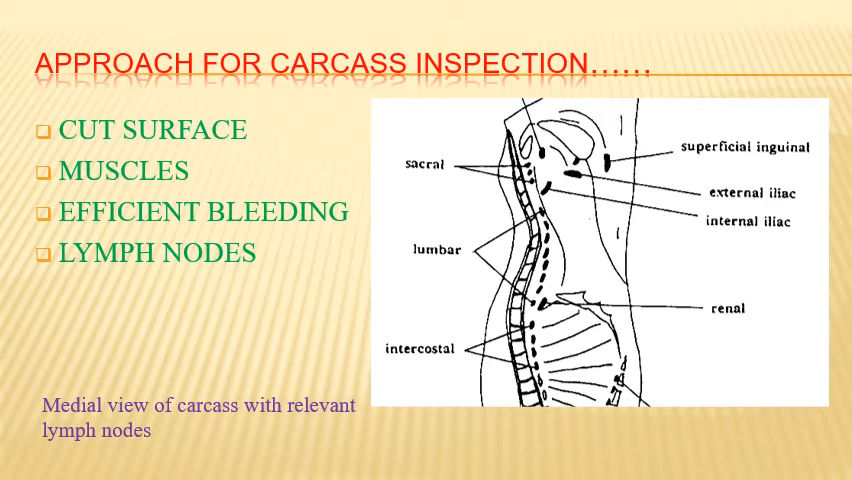 APPROACH FOR CARCASS INSPECTION……
CUT SURFACE
MUSCLES
EFFICIENT BLEEDING
LYMPH NODES
sacral
lumbar
intercostal
superficial inguinal
external iliac
internal iliac
renal
Medial view of carcass with relevant
lymph nodes